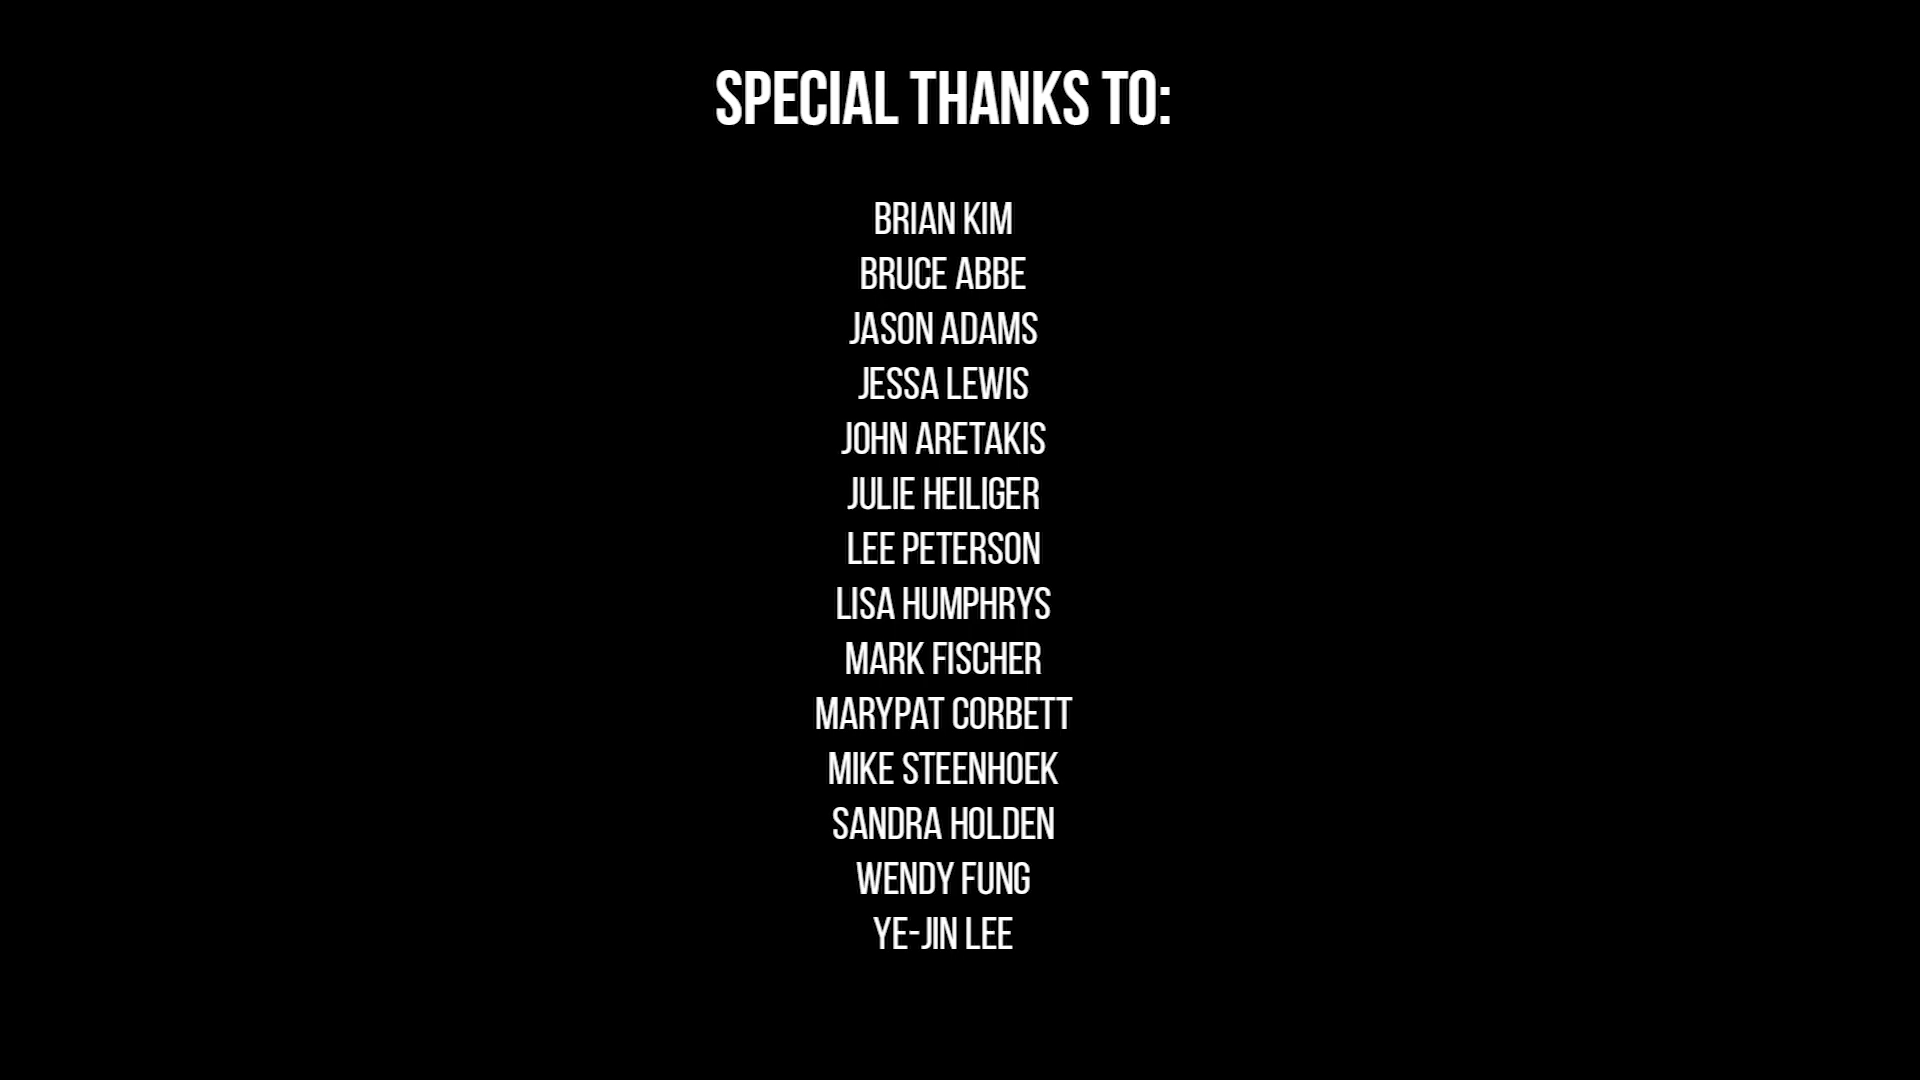 SPECIAL THANKS TO:
BRIAN KIM
BRUCE ABBE
JASON ADAMS
JESSA LEWIS
JOHN ARETAKIS
JULIE HEILIGER
LEE PETERSON
LISA HUMPHRYS
MARK FISCHER
MARYPAT CORBETT
MIKE STEENHOEK
SANDRA HOLDEN
WENDY FUNG
YE-JIN LEE